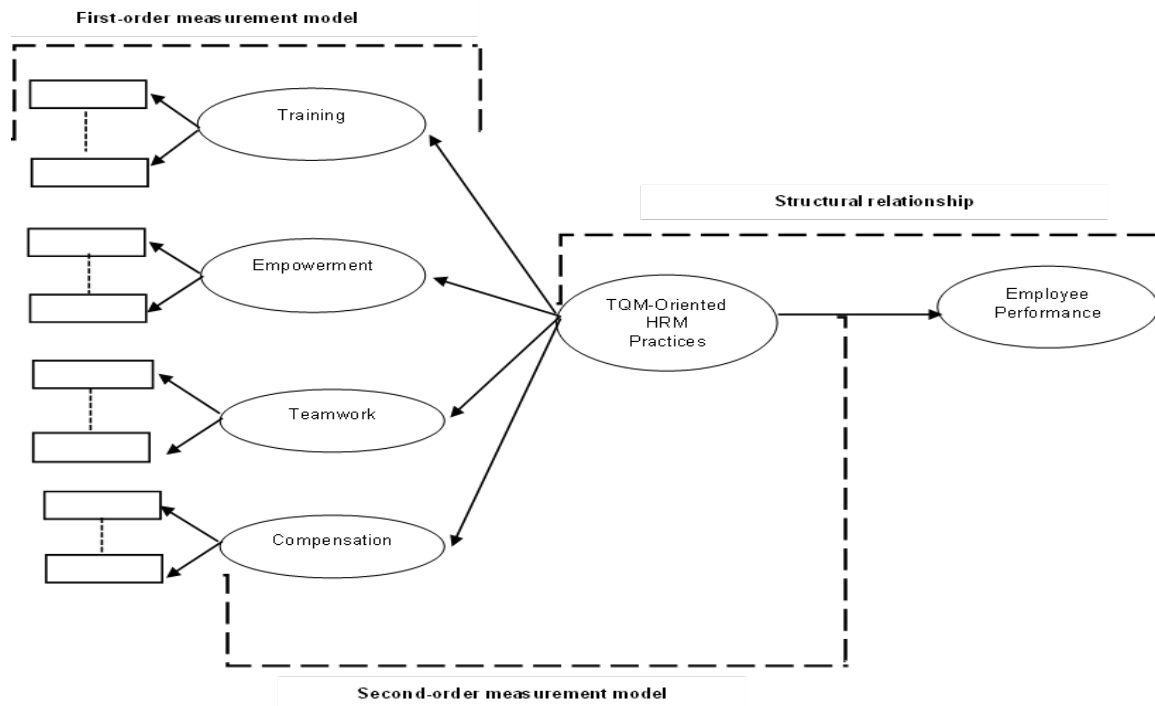 First-order measurement model
Training
Structural relationship
Empowerment
TQM-Oriented
HRM
Practices
Employee
Performance
Teamwork
Compensation
Second-order measurement model